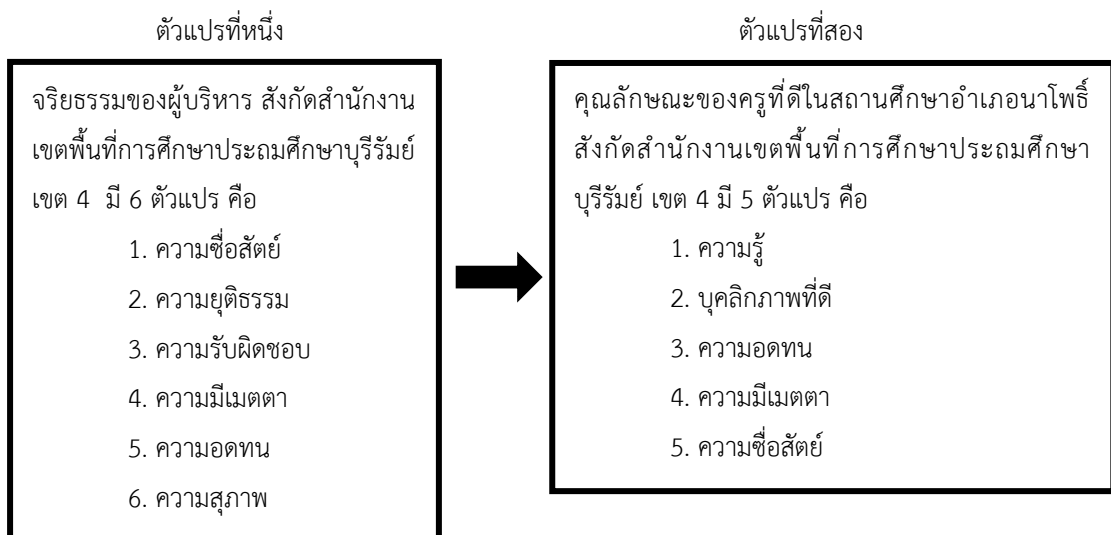 ตัวแปรที่หนึ่ง
จริยธรรมของผู้บริหาร สังกัดสำนักงาน
เขตพื้นที่การศึกษาประถมศึกษาบุรีรัมย์
เขต 4 มี 6 ตัวแปร คือ
1. ความซื่อสัตย์
2. ความยุติธรรม
3. ความรับผิดชอบ
4. ความมีเมตตา
5. ความอดทน
6. ความสุภาพ
ตัวแปรที่สอง
คุณลักษณะของครูที่ดีในสถานศึกษาอำเภอนาโพธิ์
สังกัดสำนักงานเขตพื้นที่การศึกษาประถมศึกษา
บุรีรัมย์ เขต 4 มี 5 ตัวแปร คือ
1. ความรู้
2. บุคลิกภาพที่ดี
3. ความอดทน
4. ความมีเมตตา
5. ความซื่อสัตย์